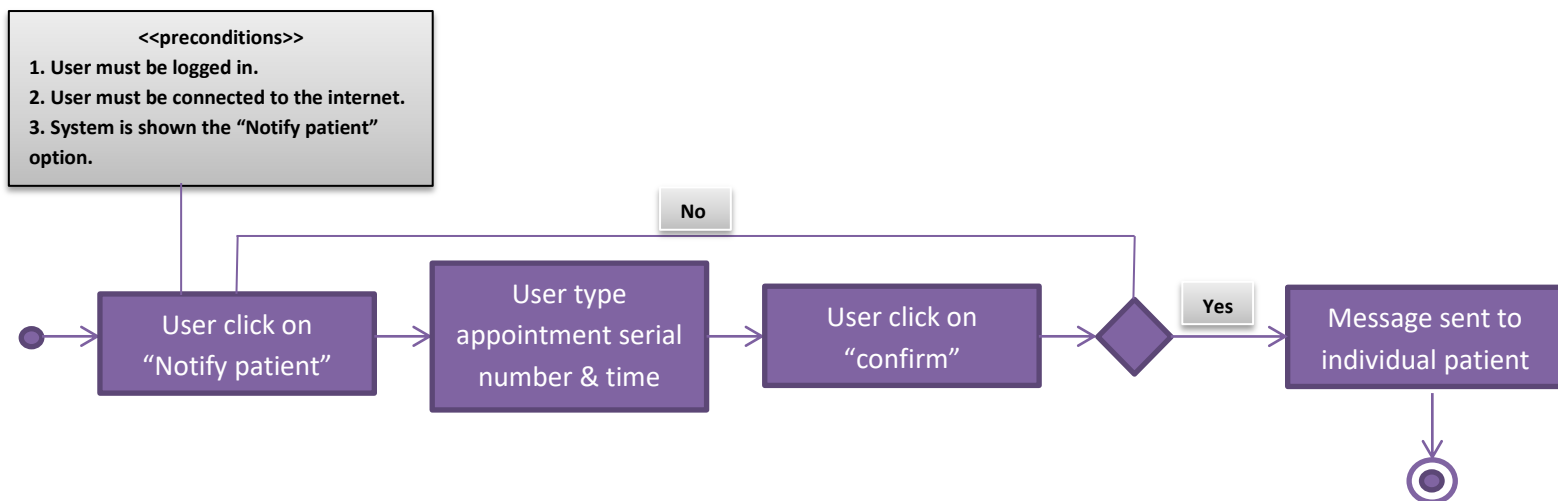 <<preconditions>>
1. User must be logged in.
2. User must be connected to the internet.
3. System is shown the “Notify patient”
option.
No
User click on
“Notify patient”
User type
appointment serial
number & time
User click on
“confirm”
Yes
Message sent to
individual patient